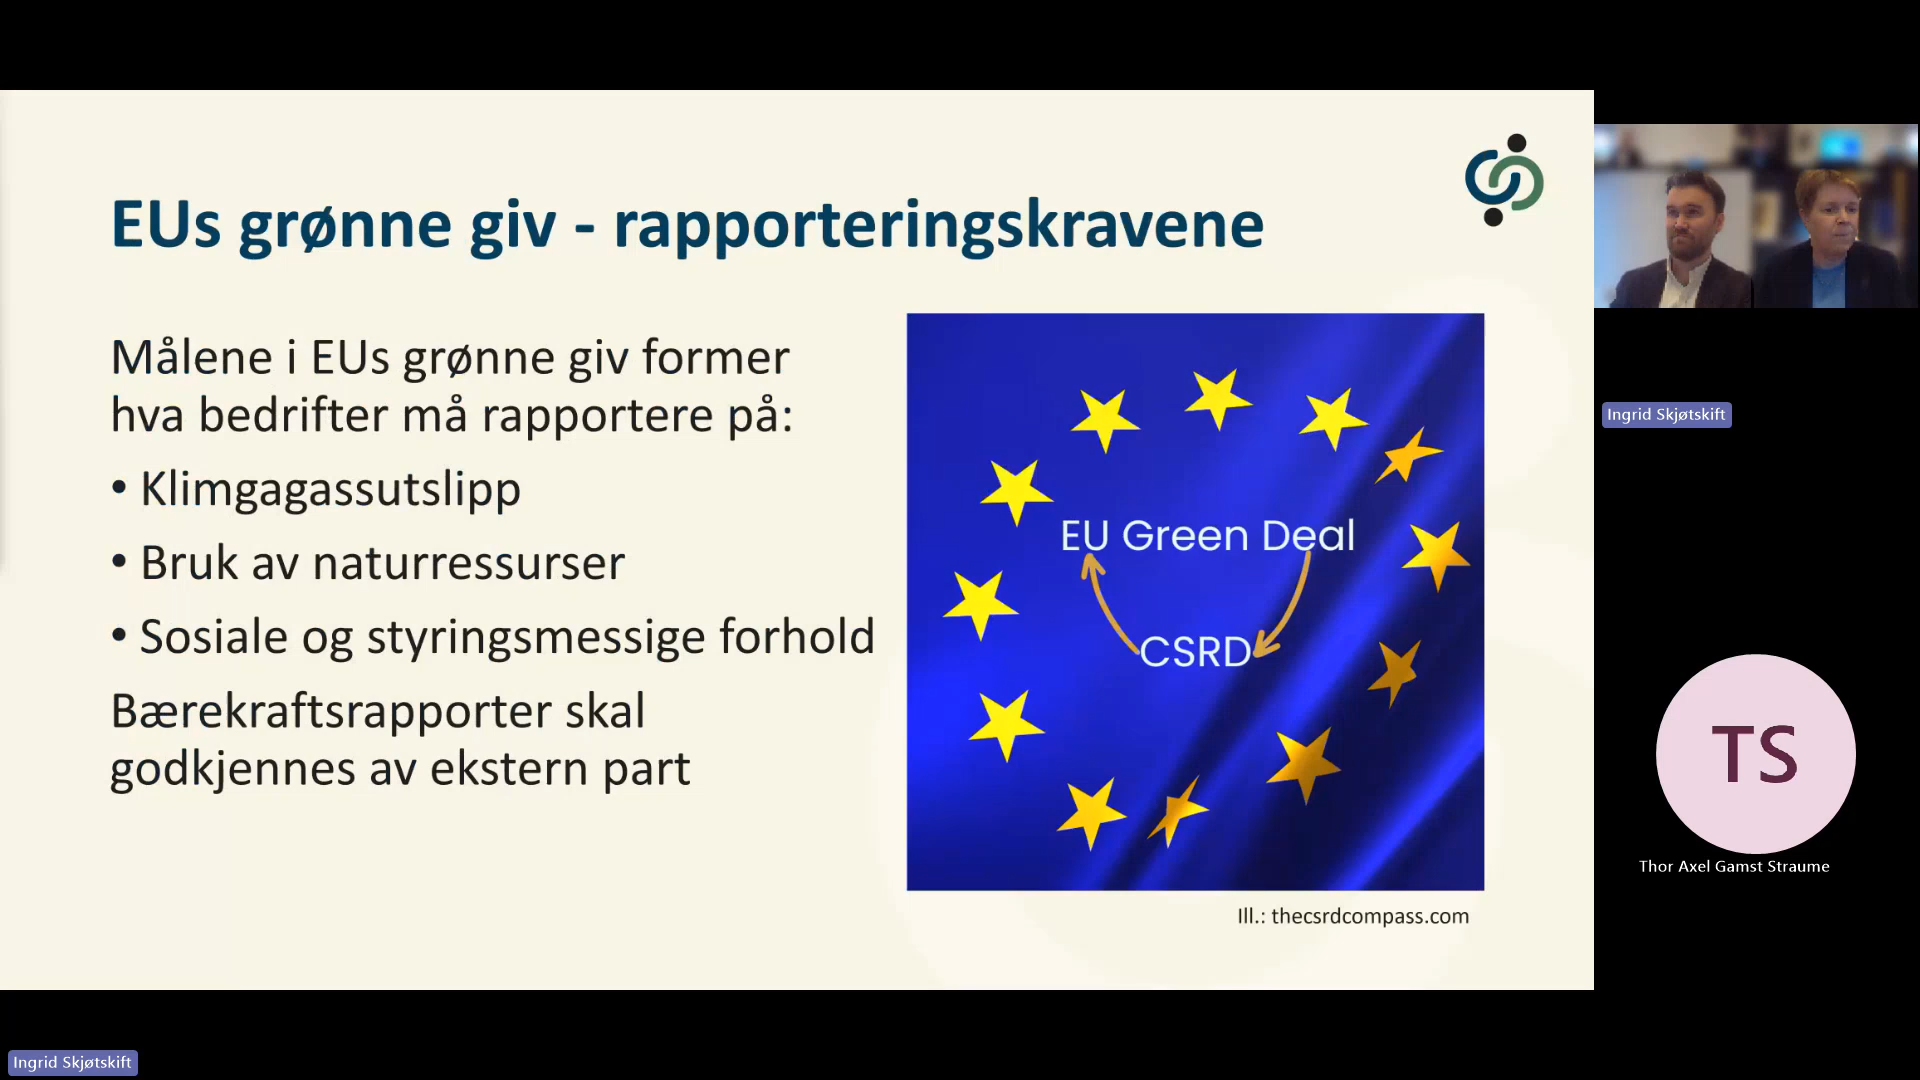 EUs grønne giv - rapporteringskravene
Målene i EUs grønne giv former
hva bedrifter må rapportere på:
• Klimgagassutslipp
• Bruk av naturressurser
• Sosiale og styringsmessige forhold
Bærekraftsrapporter skal
godkjennes av ekstern part
EU Green Deal
CSRD
Ill.: thecsrdcompass.com
Ingrid Skjøtskift
TS
Thor Axel Gamst Straume
Ingrid Skjøtskift